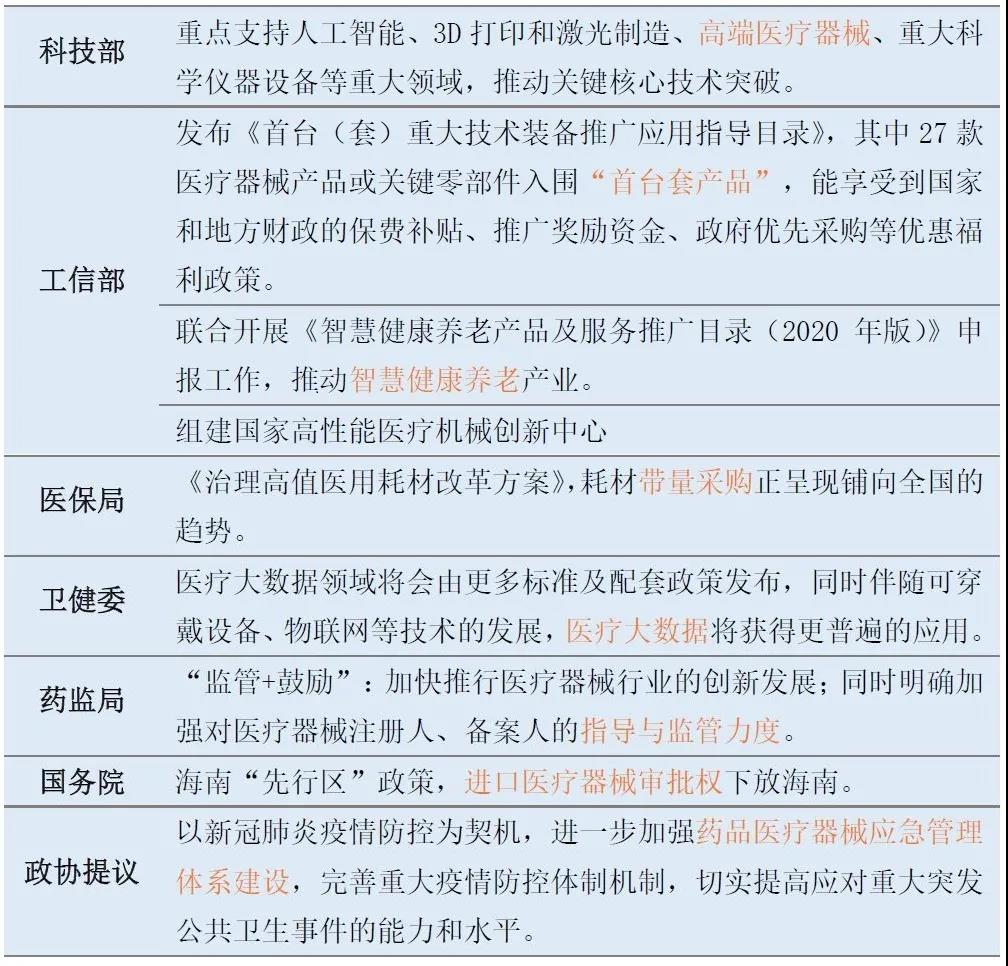 科技部
重点支持人工智能、3D 打印和激光制造、高端医疗器械、重大科
学仪器设备等重大领域，推动关键核心技术突破。
工信部
发布《首台（套）重大技术装备推广应用指导目录》，其中 27 款
医疗器械产品或关键零部件入围“首台套产品”，能享受到国家
和地方财政的保费补贴、推广奖励资金、政府优先采购等优惠福
利政策。
联合开展《智慧健康养老产品及服务推广目录（2020 年版）》申
报工作，推动智慧健康养老产业。
组建国家高性能医疗机械创新中心
医保局
《治理高值医用耗材改革方案》，耗材带量采购正呈现铺向全国的
趋势。
卫健委
医疗大数据领域将会由更多标准及配套政策发布，同时伴随可穿
戴设备、物联网等技术的发展，医疗大数据将获得更普遍的应用。
药监局
“监管+鼓励”：加快推行医疗器械行业的创新发展；同时明确加
强对医疗器械注册人、备案人的指导与监管力度。
国务院
海南“先行区”政策，进口医疗器械审批权下放海南。
政协提议
以新冠肺炎疫情防控为契机，进一步加强药品医疗器械应急管理
体系建设，完善重大疫情防控体制机制，切实提高应对重大突发
公共卫生事件的能力和水平。